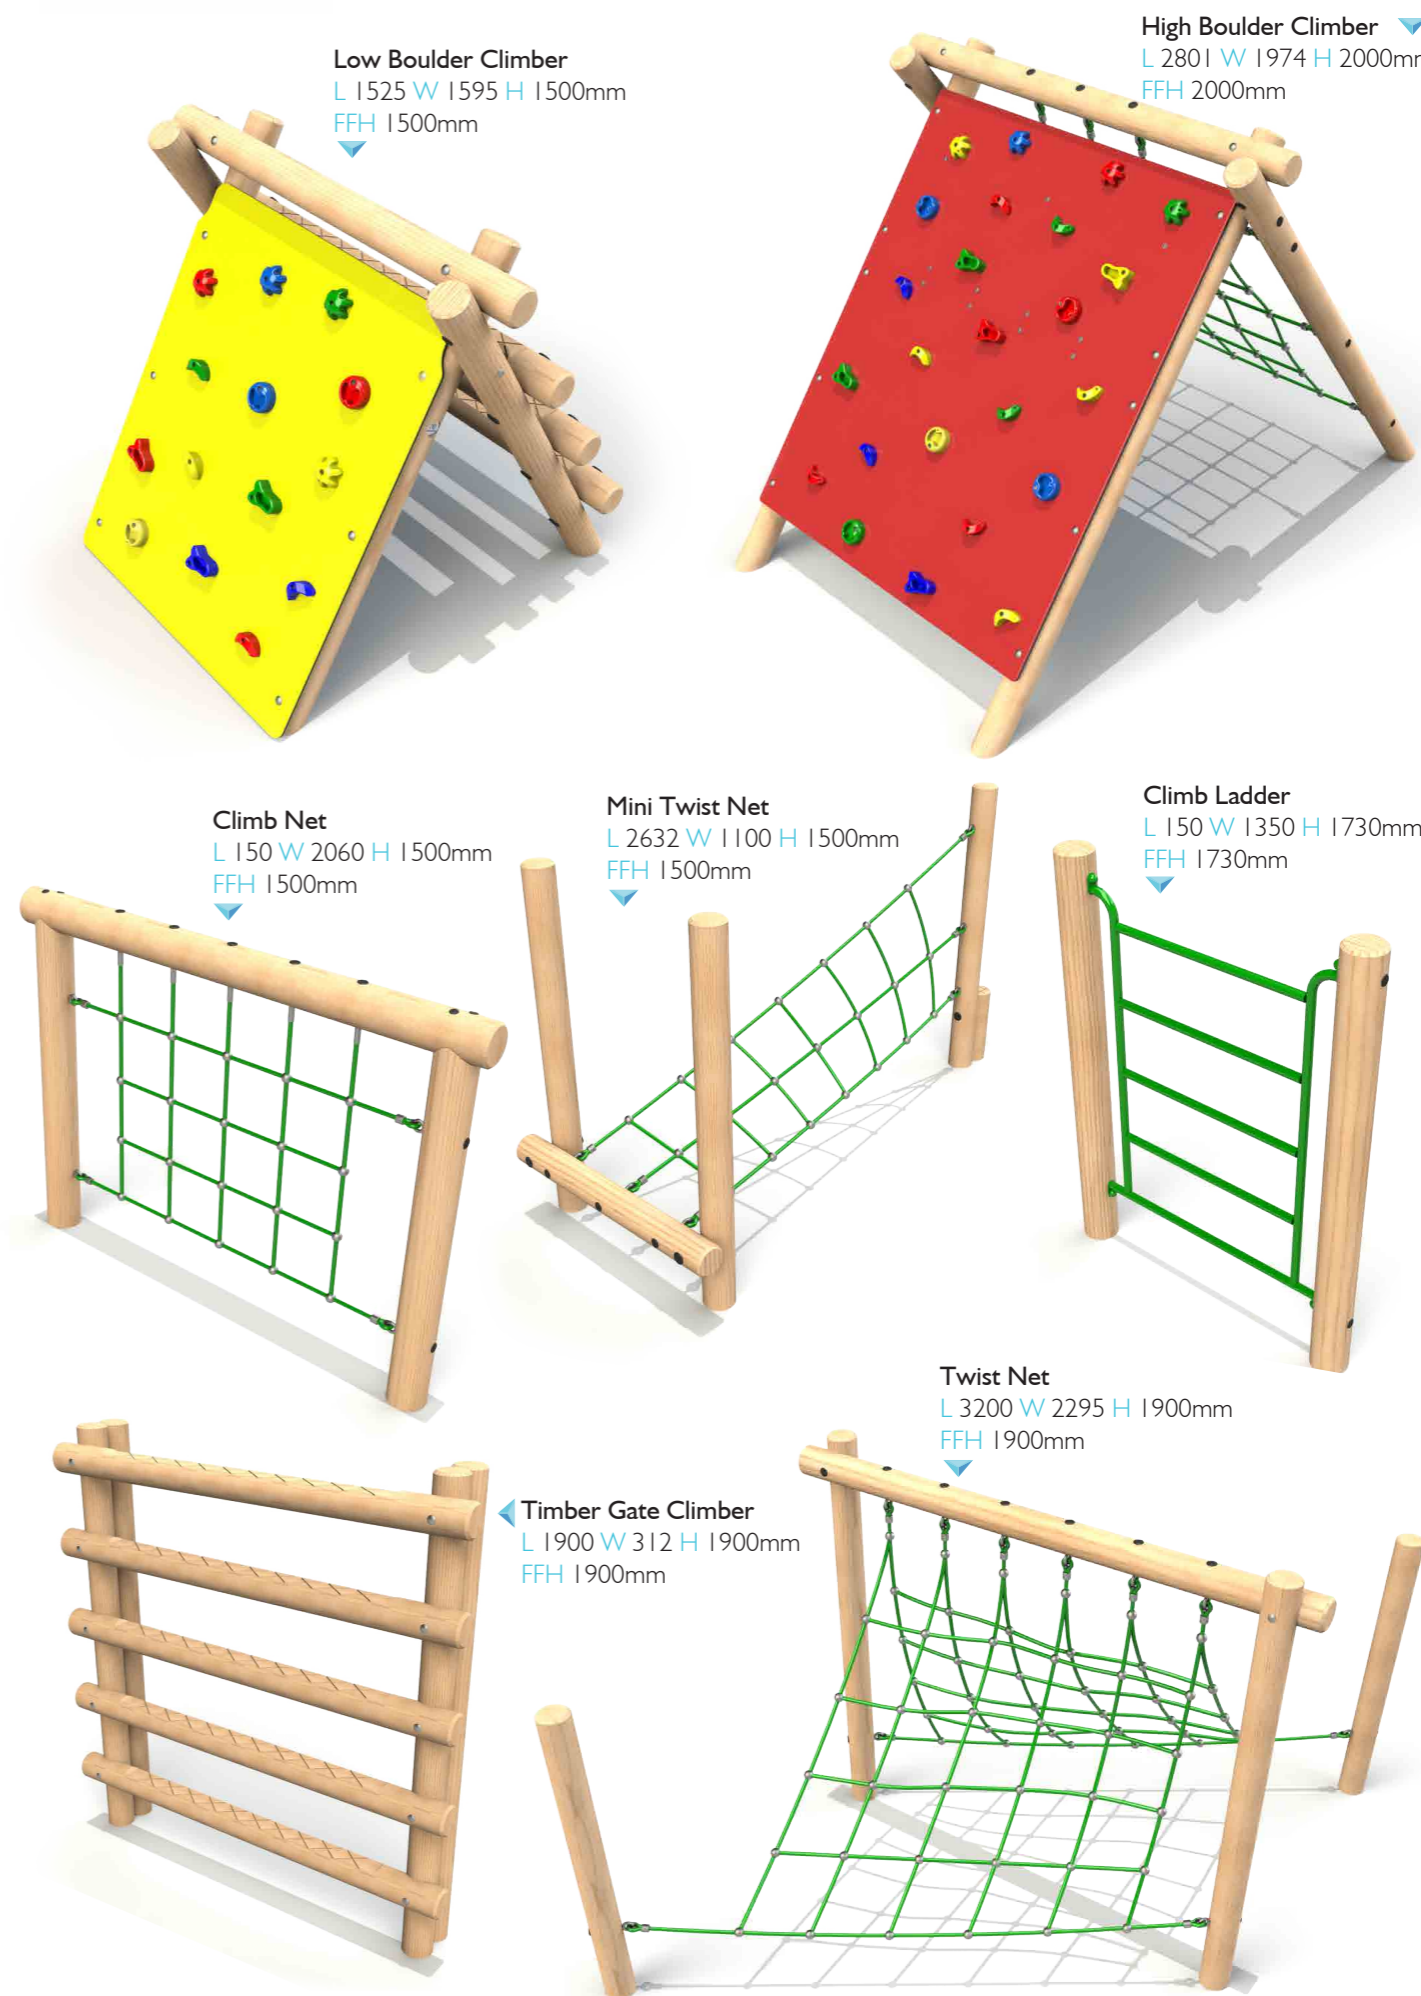 Low Boulder Climber
L 1525 W 1595 H 1500mm
FFH 1500mm
High Boulder Climber
L 2801 W 1974 H 2000mm
FFH 2000mm
Climb Net
L 150 W 2060 H 1500mm
FFH 1500mm
Mini Twist Net
L 2632 W 1100 H 1500mm
FFH 1500mm
Climb Ladder
L 150 W 1350 H 1730mm
FFH 1730mm
Twist Net
L 3200 W 2295 H 1900mm
FFH 1900mm
Timber Gate Climber
L 1900 W 312 H 1900mm
FFH 1900mm